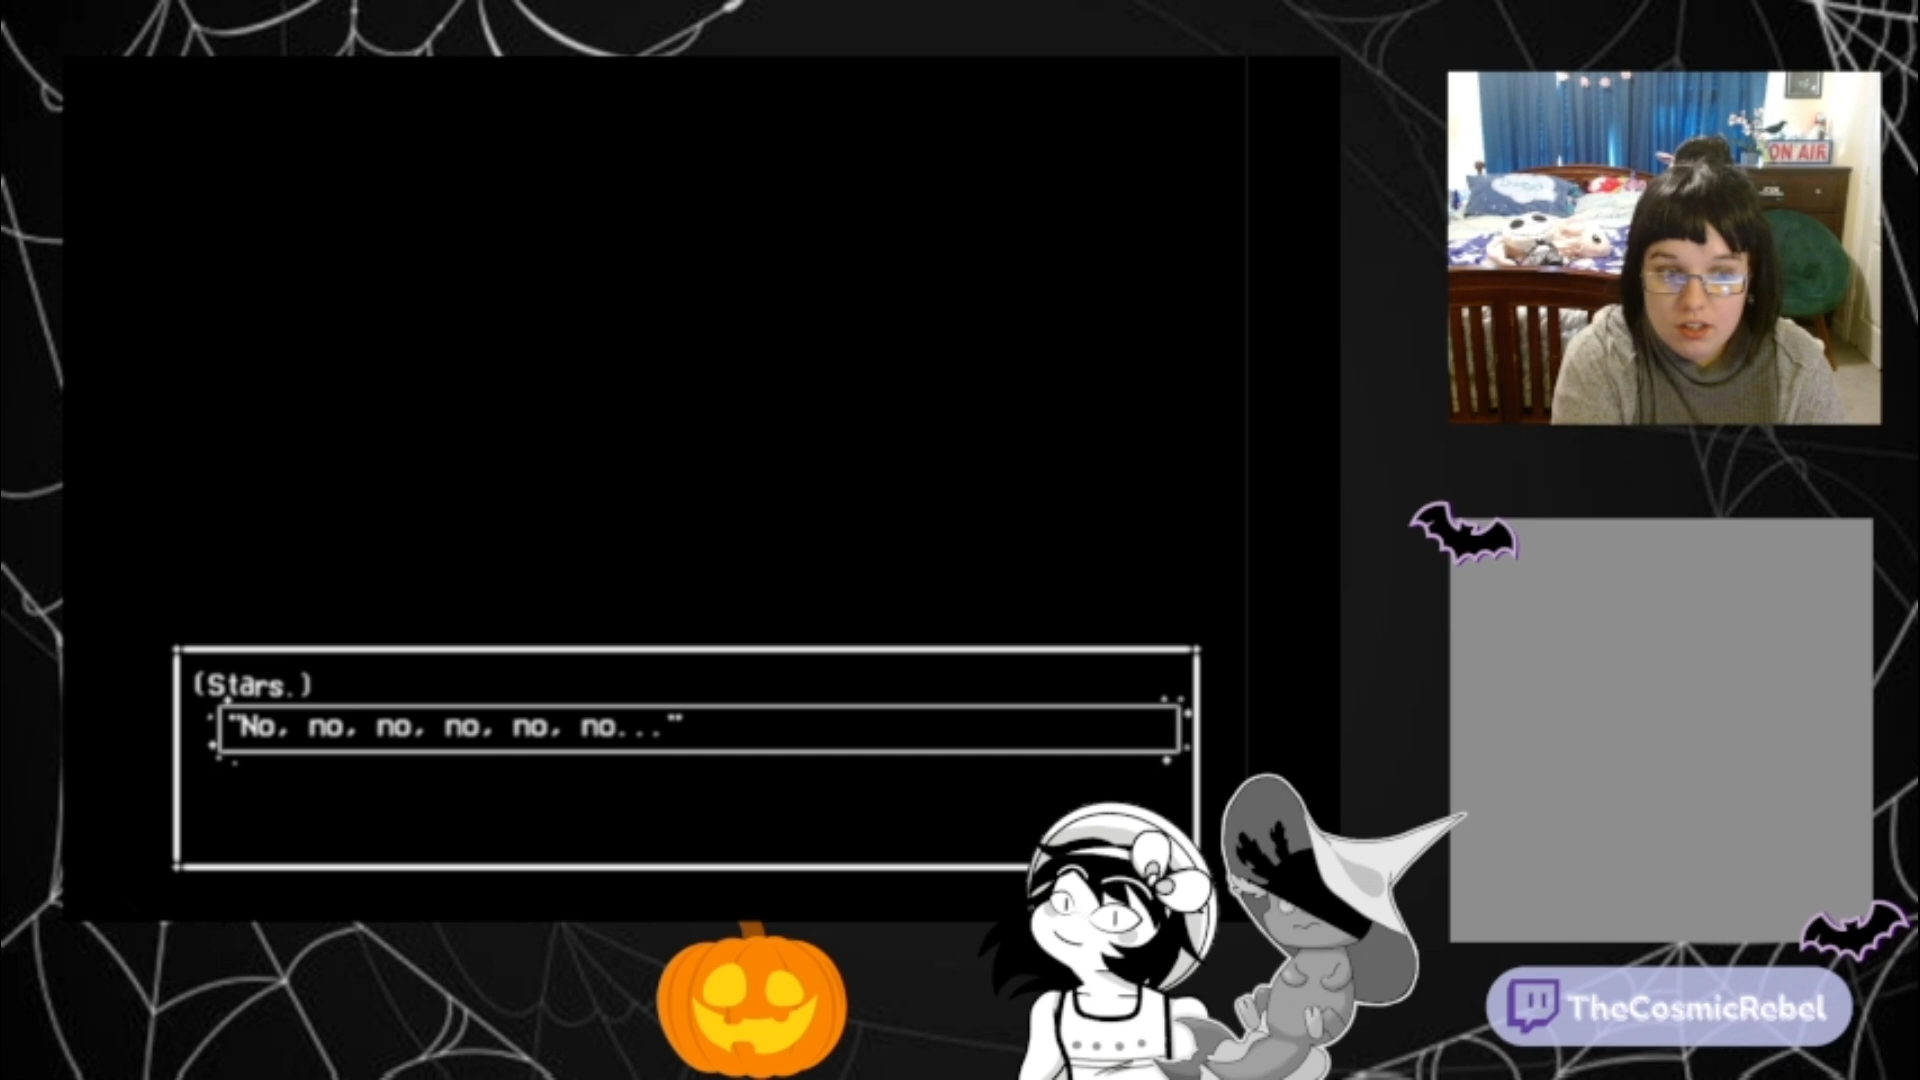 ON AIR
(Stars.)
"No, no, no, no, no, no..."
TheCosmicRebel